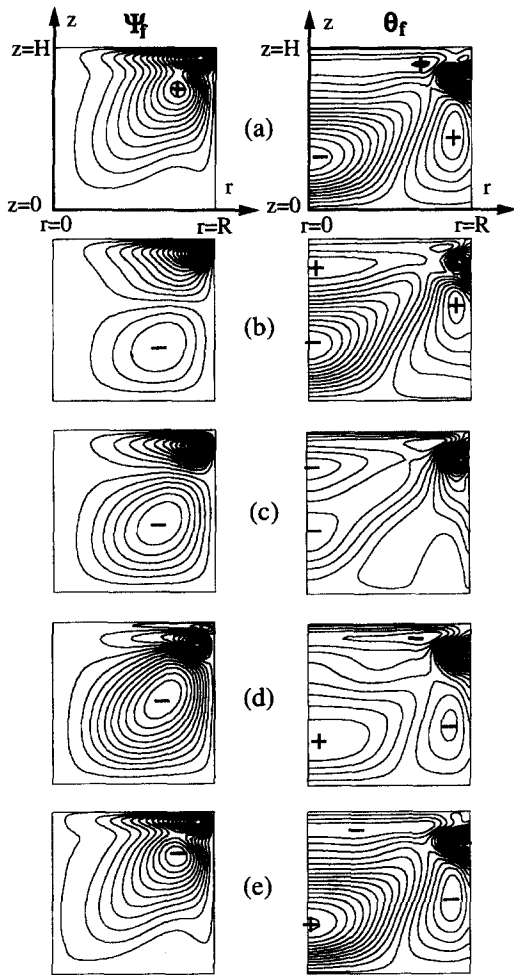 z Ψf z θf
z=H z=H
+ +
(a)
− +
z=0 r z=0 r
r=0 r=R r=0 r=R
+
(b)
− − +
(c)
−
− −
−
(d)
− + −
− −
(e)
+ −